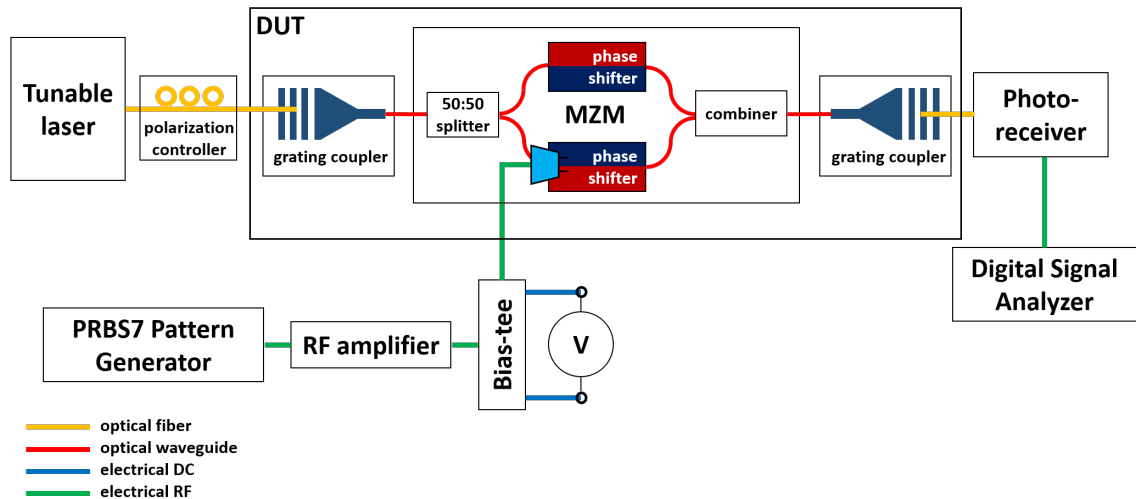 DUT
Tunable
laser
polarization
controller
grating coupler
50:50
splitter
phase
shifter
MZM
phase
shifter
combiner
grating coupler
Photo-
receiver
Digital Signal
Analyzer
PRBS7 Pattern
Generator
RF amplifier
Bias-tee
V
optical fiber
optical waveguide
electrical DC
electrical RF